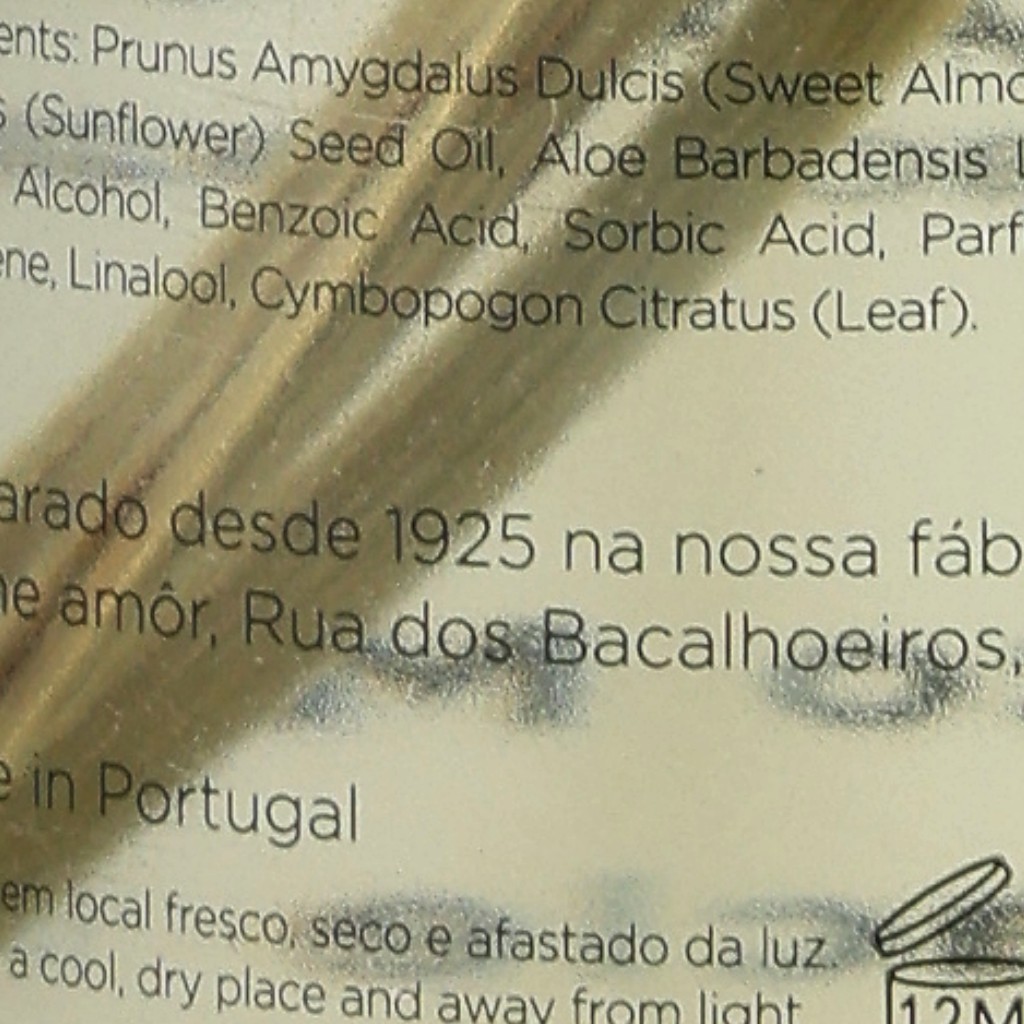 ents: Prunus Amygdalus Dulcis (Sweet Almo
s (Sunflower) Seed Oil, Aloe Barbadensis L
Alcohol, Benzoic Acid, Sorbic Acid, Parf
ene, Linalool, Cymbopogon Citratus (Leaf).
arado desde 1925 na nossa fáb
ne amôr, Rua dos Bacalhoeiros,
e in Portugal
em local fresco, seco e afastado da luz.
a cool, dry place and away from light
12M